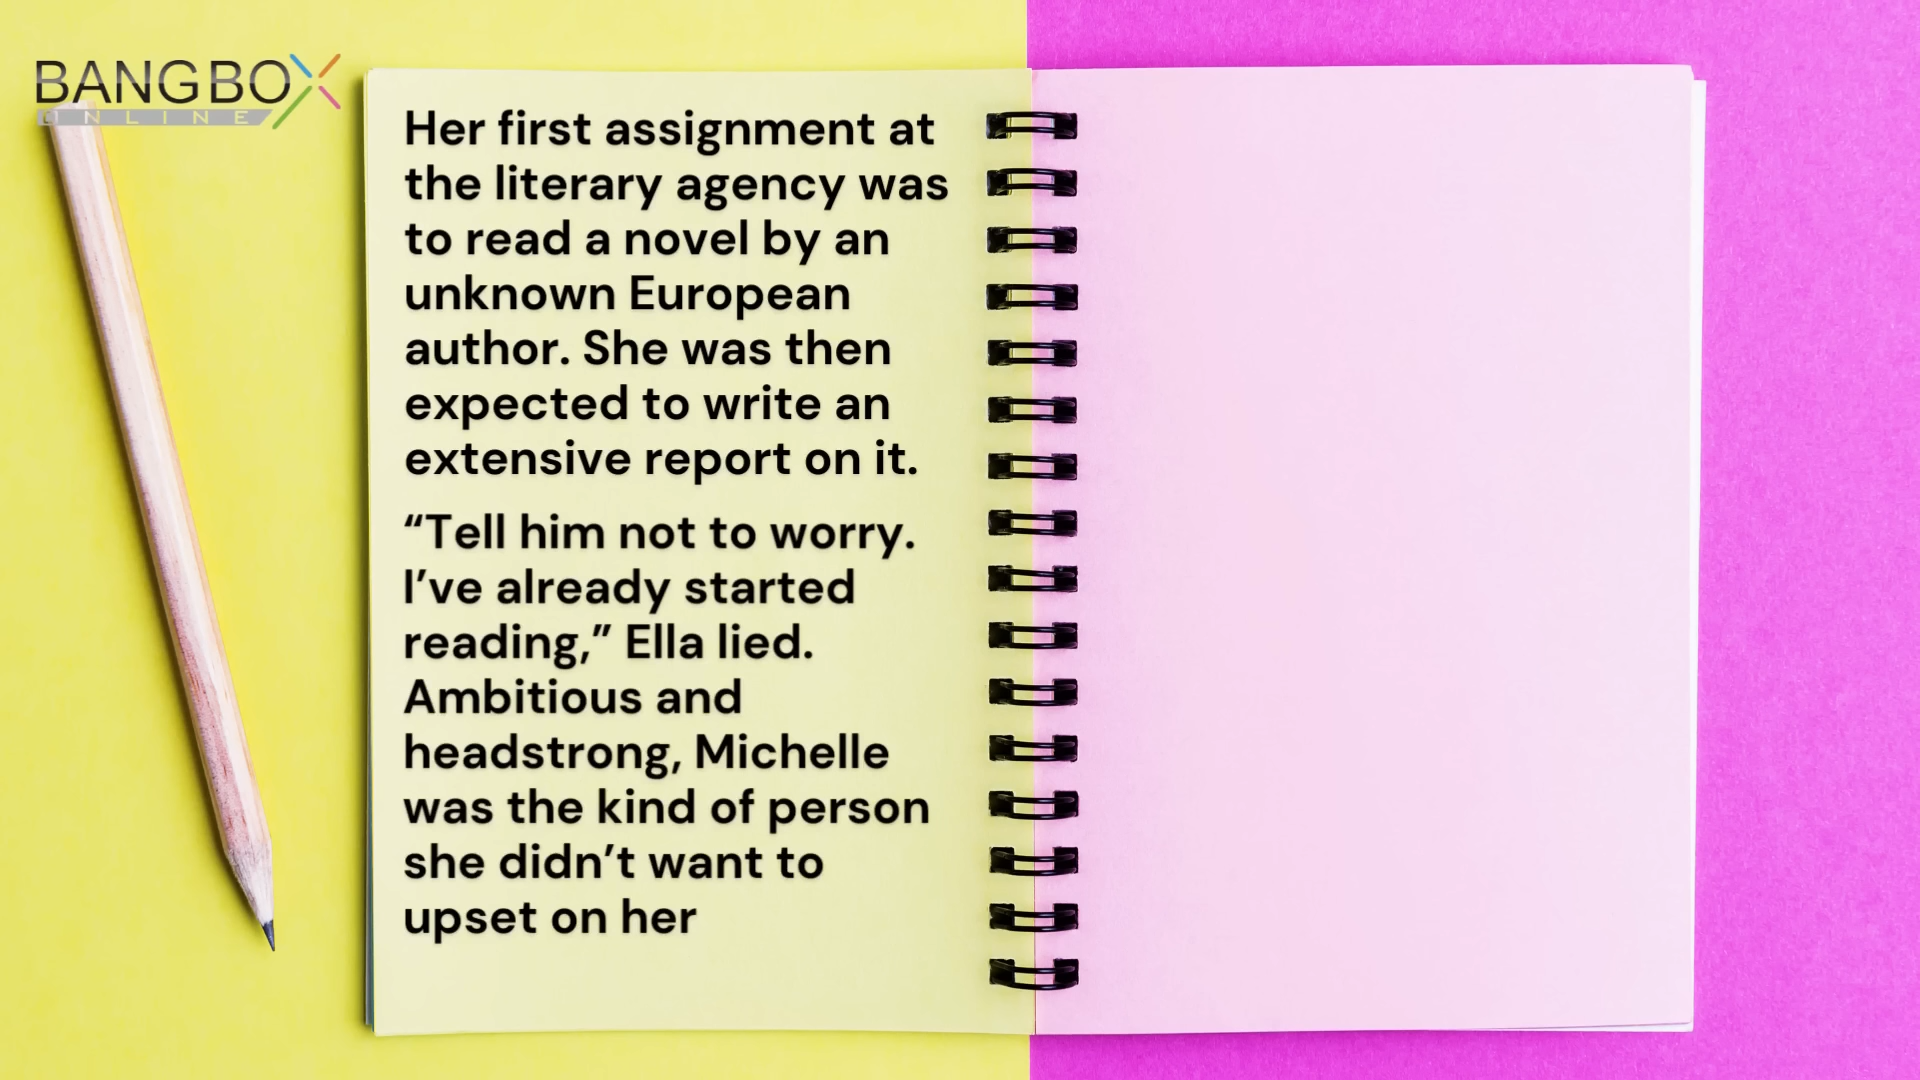 BANGBOX
ONLINE
Her first assignment at
the literary agency was
to read a novel by an
unknown European
author. She was then
expected to write an
extensive report on it.
“Tell him not to worry.
I’ve already started
reading,” Ella lied.
Ambitious and
headstrong, Michelle
was the kind of person
she didn’t want to
upset on her